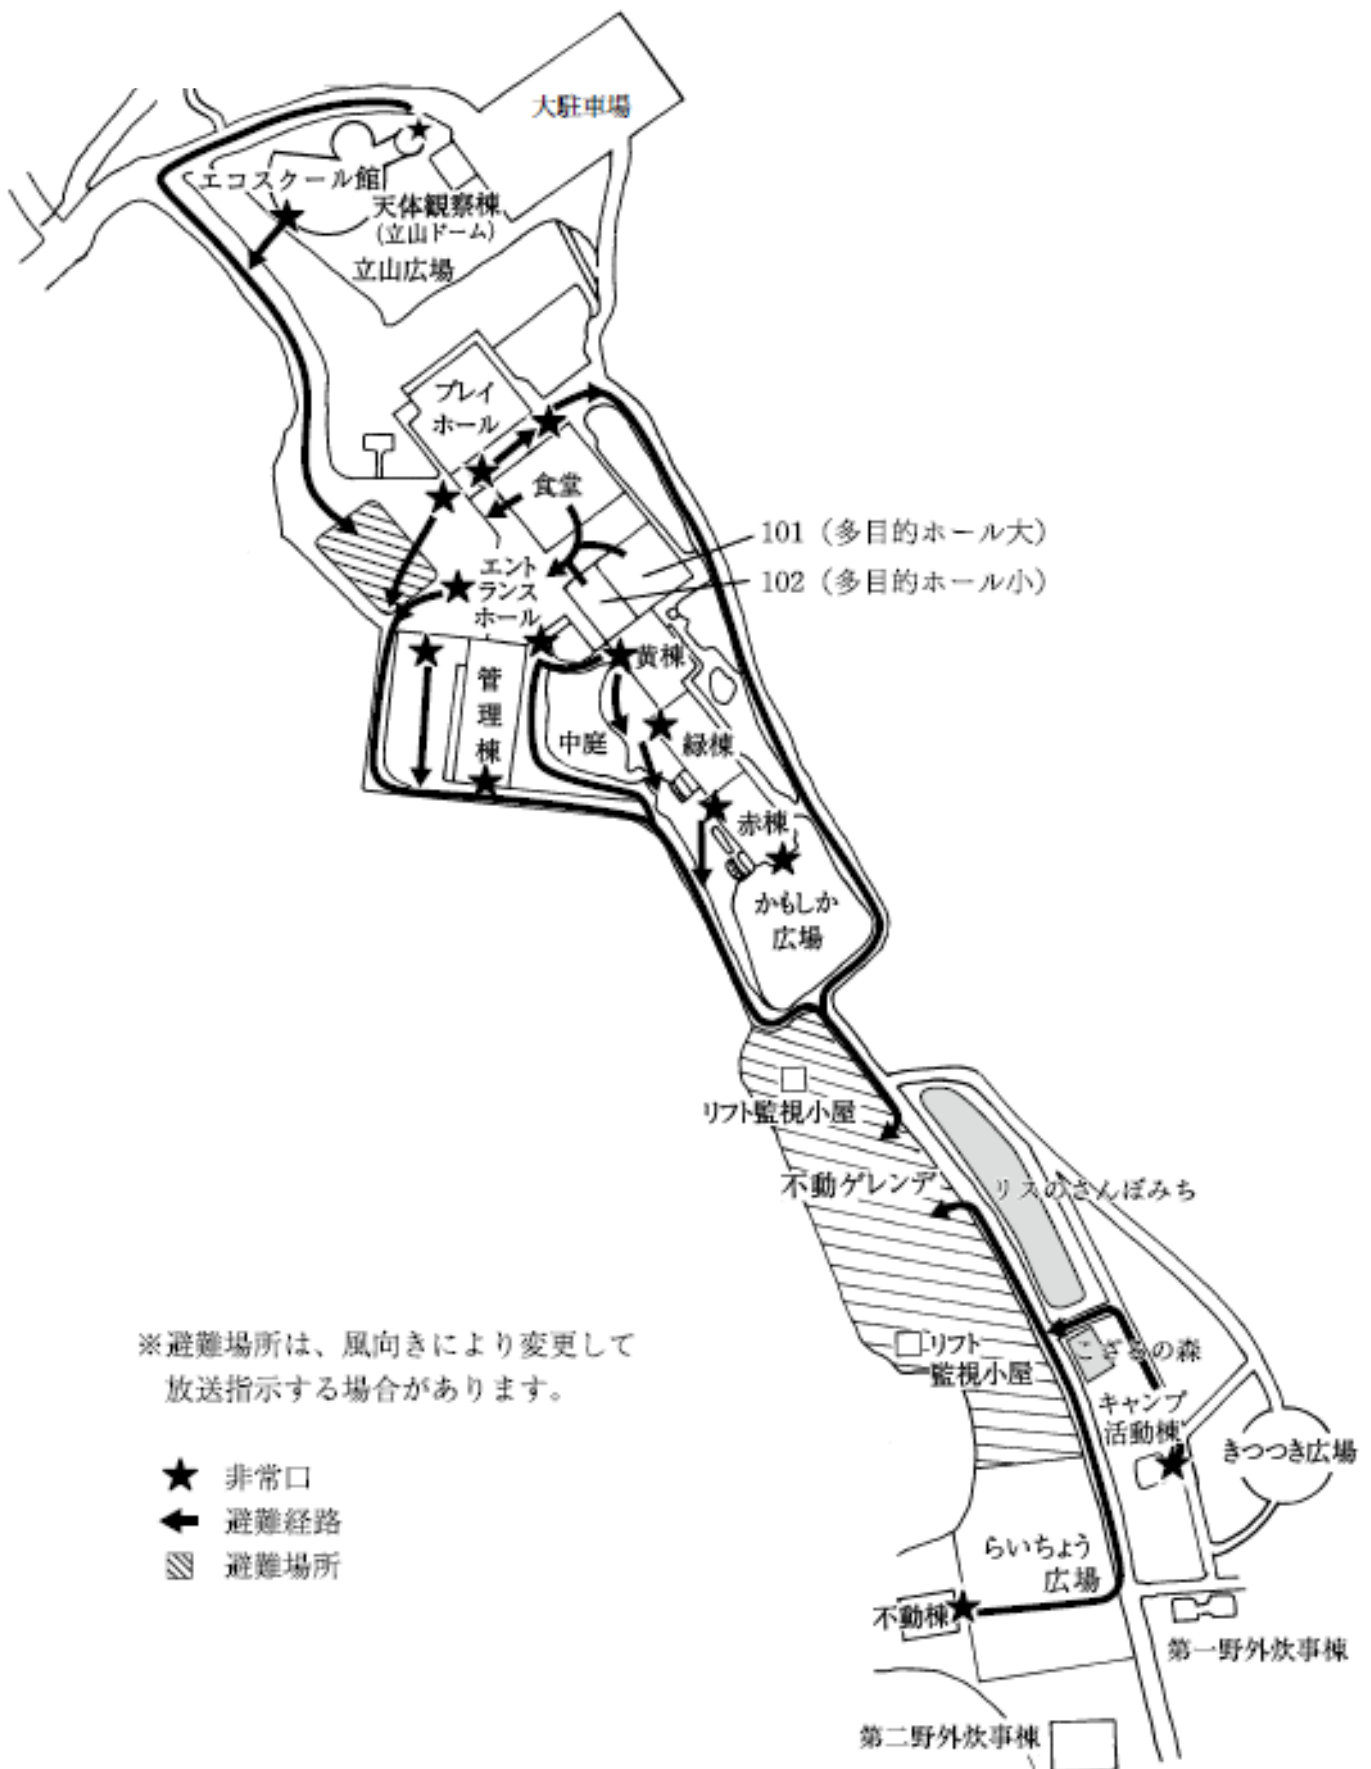 大駐車場
エコスクール館
天体観察棟
(立山ドーム)
立山広場
プレイ
ホール
食堂
101（多目的ホール大）
102（多目的ホール小）
エント
ランス
ホール
黄棟
管
理
棟
中庭
緑棟
赤棟
かもしか
広場
リフト監視小屋
不動ゲレンデ
リスのさんぽみち
リフト
監視小屋
こざるの森
キャンプ
活動棟
きつつき広場
※避難場所は、風向きにより変更して
放送指示する場合があります。
★ 非常口
← 避難経路
避難場所
らいちょう
広場
不動棟
第一野外炊事棟
第二野外炊事棟